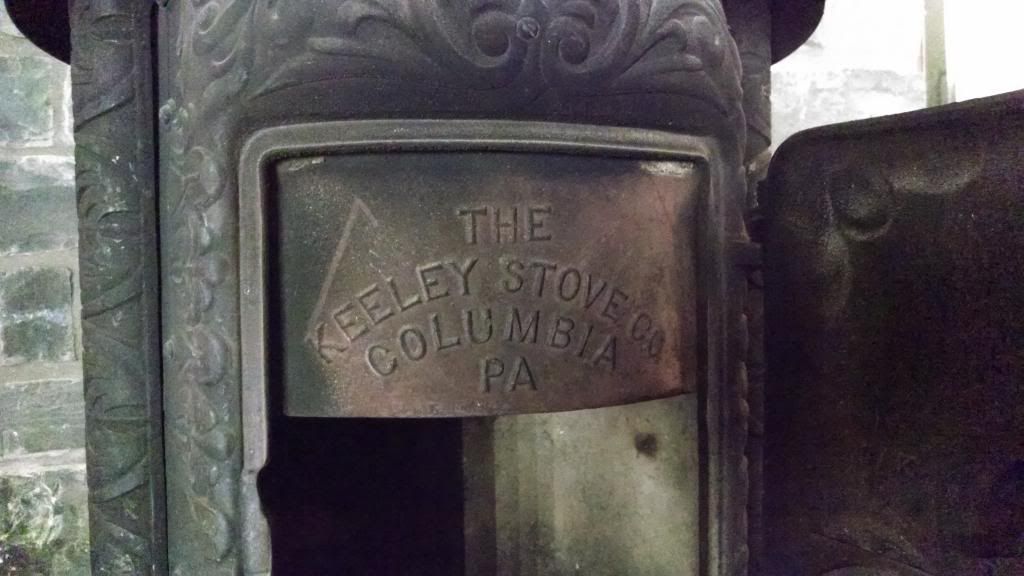 THE
KEELEY STOVE CO
COLUMBIA
PA